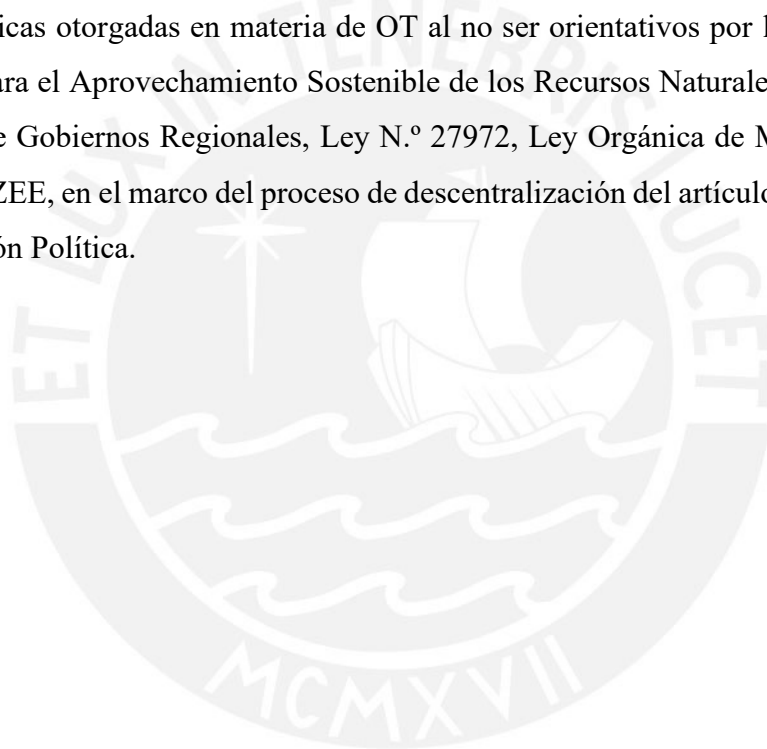 icas otorgadas en materia de OT al no ser orientativos por l
ara el Aprovechamiento Sostenible de los Recursos Naturale
e Gobiernos Regionales, Ley N.º 27972, Ley Orgánica de M
ZEE, en el marco del proceso de descentralización del artículo
ón Política.
ET LUX IN TENEBRIS LUCET
MCMXVII